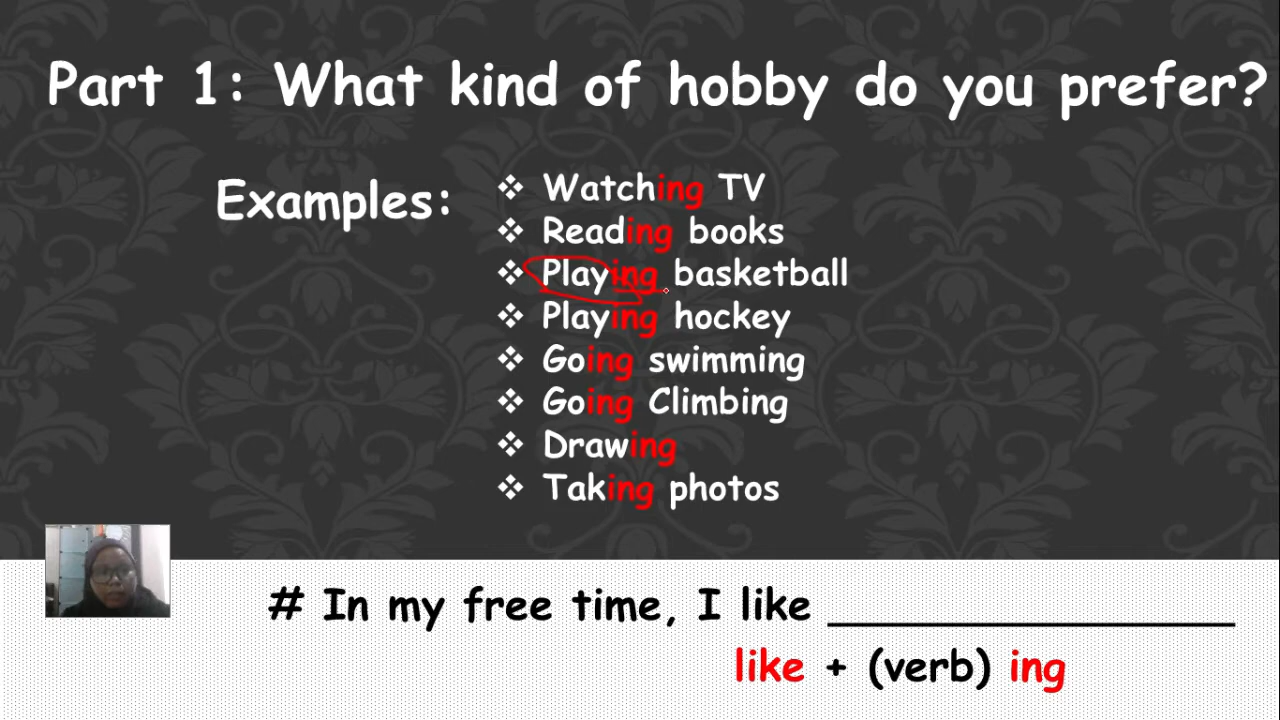 Part 1: What kind of hobby do you prefer?
Examples:
❖ Watching TV
❖ Reading books
❖ Playing basketball
❖ Playing hockey
❖ Going swimming
❖ Going Climbing
❖ Drawing
❖ Taking photos
# In my free time, I like ____________________
like + (verb) ing